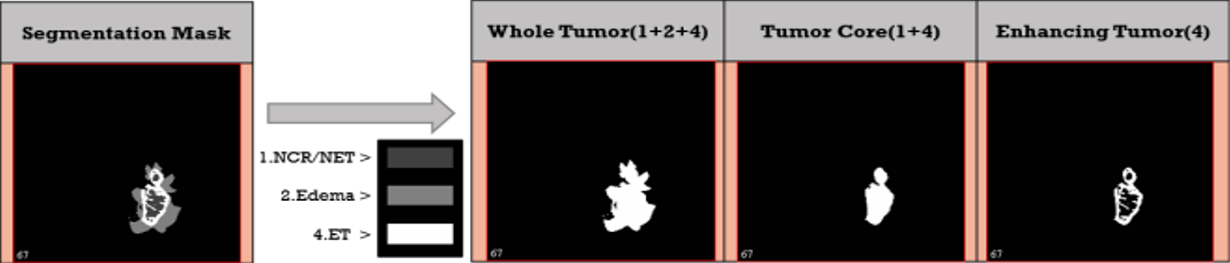 Segmentation Mask
67
1.NCR/NET >
2.Edema >
4.ET >
Whole Tumor(1+2+4)
67
Tumor Core(1+4)
67
Enhancing Tumor(4)
67